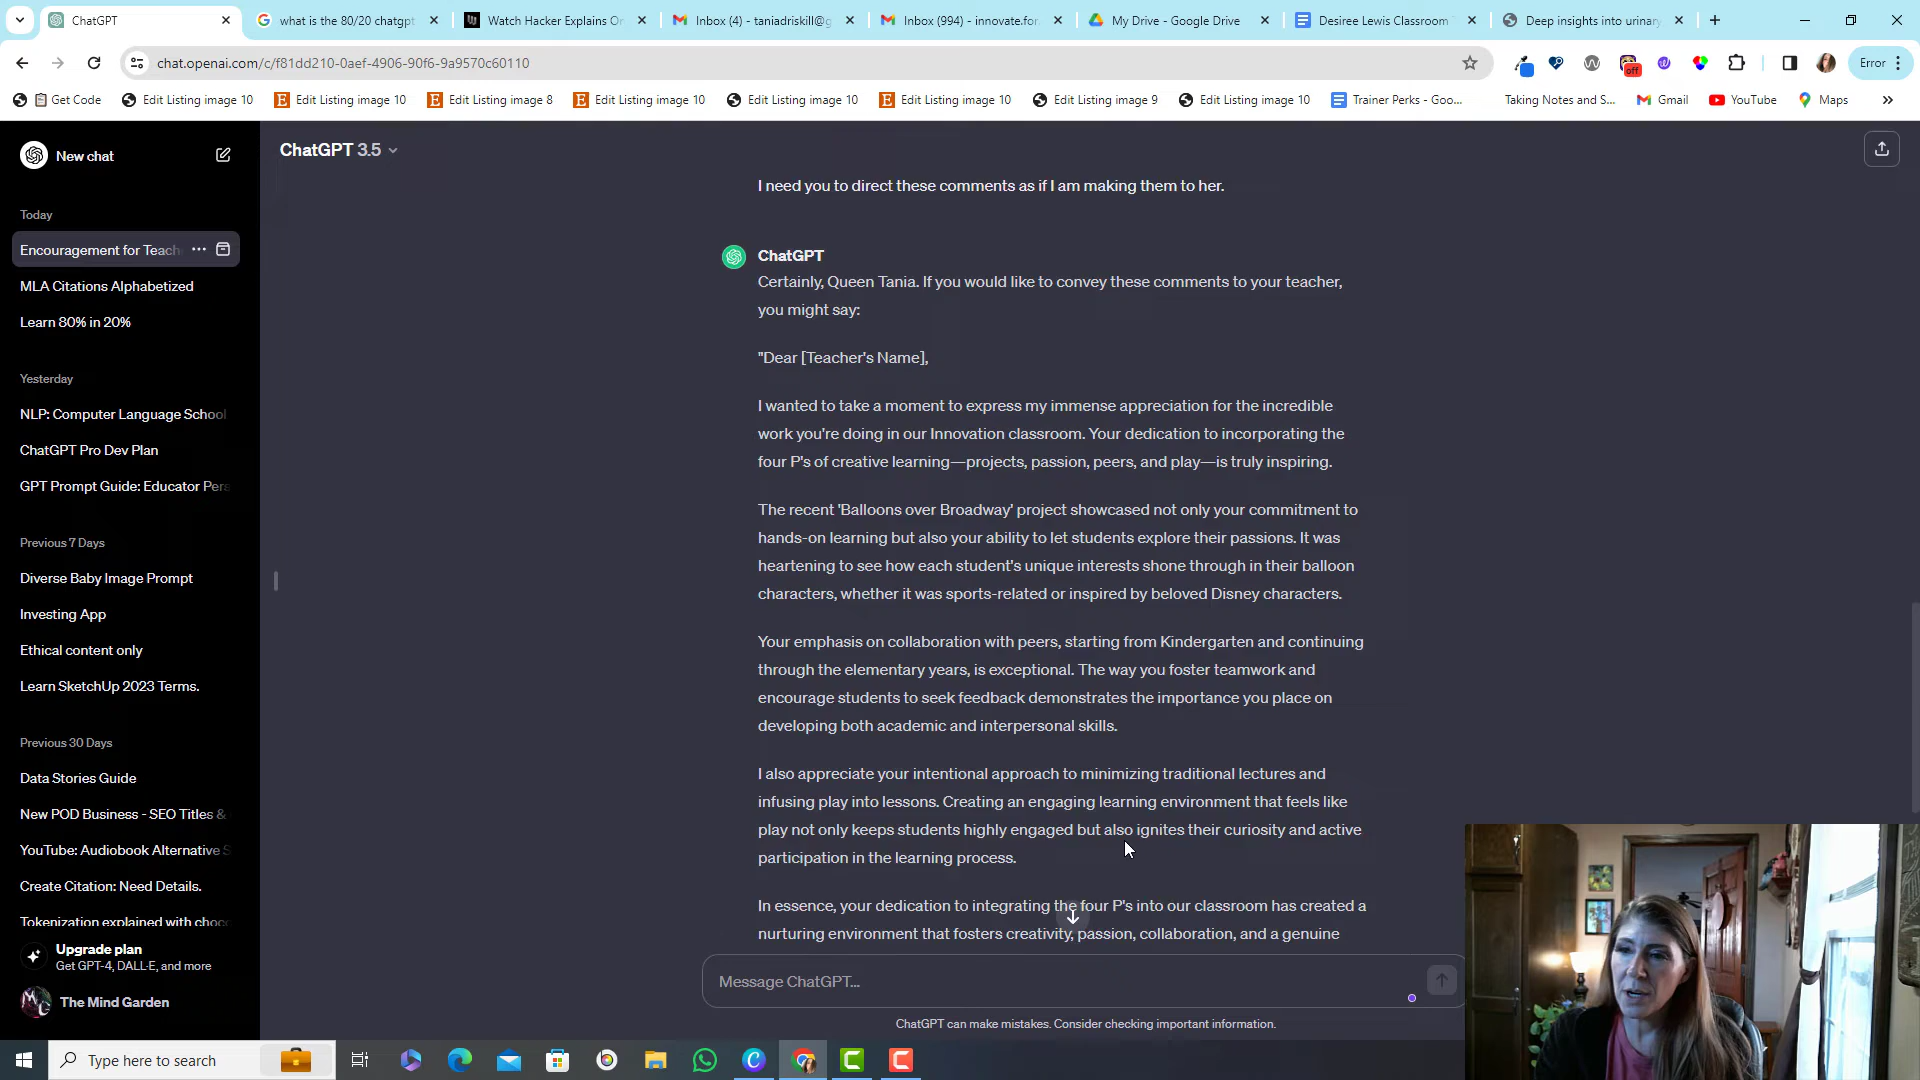 ChatGPT
what is the 80/20 chatgpt
Watch Hacker Explains On
Inbox (4) - taniadriskill@g
Inbox (994) - innovate.for
My Drive - Google Drive
Desiree Lewis Classroom
Deep insights into urinary
chat.openai.com/c/f81dd210-0aef-4906-90f6-9a9570c60110
off
Error
Get Code
Edit Listing image 10
Edit Listing image 10
Edit Listing image 8
Edit Listing image 10
Edit Listing image 10
Edit Listing image 10
Edit Listing image 9
Edit Listing image 10
Trainer Perks - Goo...
Taking Notes and S...
Gmail
YouTube
Maps
New chat
Today
Encouragement for Teach
MLA Citations Alphabetized
Learn 80% in 20%
Yesterday
NLP: Computer Language School
ChatGPT Pro Dev Plan
GPT Prompt Guide: Educator Pers
Previous 7 Days
Diverse Baby Image Prompt
Investing App
Ethical content only
Learn SketchUp 2023 Terms.
Previous 30 Days
Data Stories Guide
New POD Business - SEO Titles &
YouTube: Audiobook Alternative S
Create Citation: Need Details.
Tokenization explained with choc
Upgrade plan
Get GPT-4, DALL·E, and more
The Mind Garden
ChatGPT 3.5
I need you to direct these comments as if I am making them to her.
ChatGPT
Certainly, Queen Tania. If you would like to convey these comments to your teacher,
you might say:
"Dear [Teacher's Name],
I wanted to take a moment to express my immense appreciation for the incredible
work you're doing in our Innovation classroom. Your dedication to incorporating the
four P's of creative learning—projects, passion, peers, and play—is truly inspiring.
The recent 'Balloons over Broadway' project showcased not only your commitment to
hands-on learning but also your ability to let students explore their passions. It was
heartening to see how each student's unique interests shone through in their balloon
characters, whether it was sports-related or inspired by beloved Disney characters.
Your emphasis on collaboration with peers, starting from Kindergarten and continuing
through the elementary years, is exceptional. The way you foster teamwork and
encourage students to seek feedback demonstrates the importance you place on
developing both academic and interpersonal skills.
I also appreciate your intentional approach to minimizing traditional lectures and
infusing play into lessons. Creating an engaging learning environment that feels like
play not only keeps students highly engaged but also ignites their curiosity and active
participation in the learning process.
In essence, your dedication to integrating the four P's into our classroom has created a
nurturing environment that fosters creativity, passion, collaboration, and a genuine
Message ChatGPT...
ChatGPT can make mistakes. Consider checking important information.
Type here to search